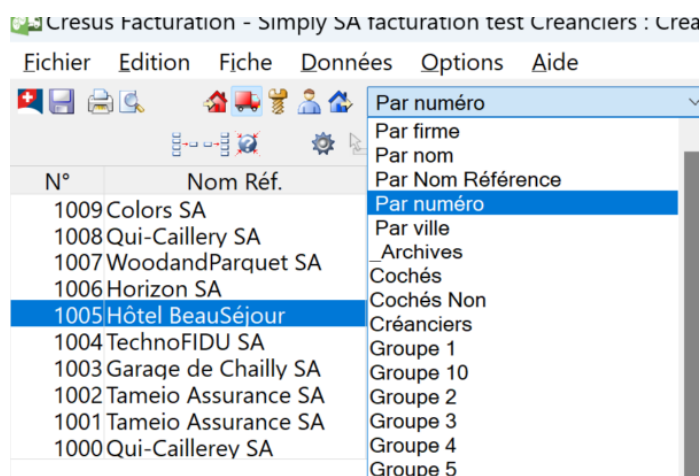 Cresus Facturation - Simply SA facturation test Creanciers : Crea
Fichier Edition Fiche Données Options Aide
Par numéro
Par firme
Par nom
Par Nom Référence
Par numéro
Par ville
_Archives
Cochés
Cochés Non
Créanciers
Groupe 1
Groupe 10
Groupe 2
Groupe 3
Groupe 4
Groupe 5
N° Nom Réf.
1009 Colors SA
1008 Qui-Caillery SA
1007 WoodandParquet SA
1006 Horizon SA
1005 Hôtel BeauSéjour
1004 TechnoFIDU SA
1003 Garage de Chailly SA
1002 Tameio Assurance SA
1001 Tameio Assurance SA
1000 Qui-Caillerey SA